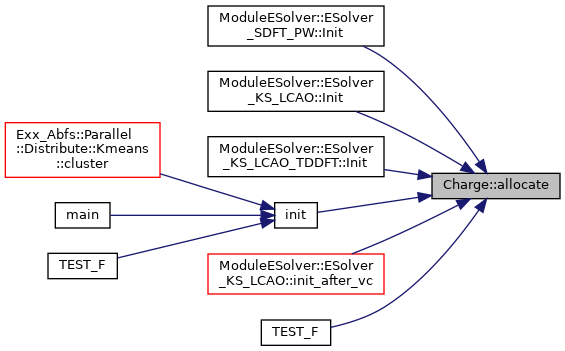 ModuleESolver::ESolver
_SDFT_PW::Init
ModuleESolver::ESolver
_KS_LCAO::Init
Exx_Abfs::Parallel
::Distribute::Kmeans
::cluster
ModuleESolver::ESolver
_KS_LCAO_TDDFT::Init
Charge::allocate
main
init
TEST_F
ModuleESolver::ESolver
_KS_LCAO::init_after_vc
TEST_F